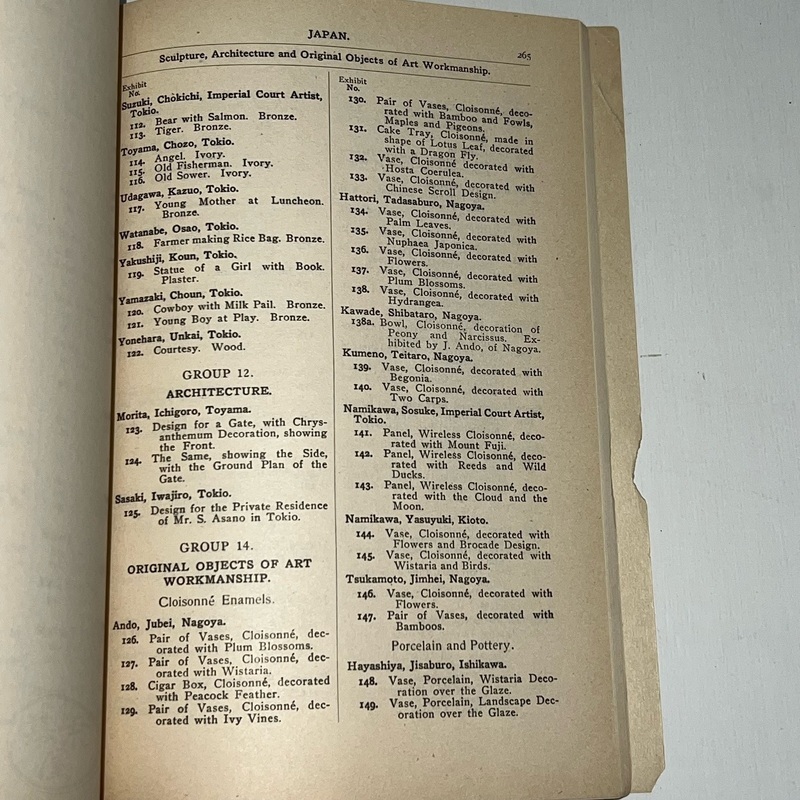 JAPAN.
265
Sculpture, Architecture and Original Objects of Art Workmanship.
Exhibit
No.
Suzuki, Chōkichi, Imperial Court Artist,
Tokio.
112. Bear with Salmon. Bronze.
113. Tiger. Bronze.
Toyama, Chozo, Tokio.
114. Angel. Ivory.
115. Old Fisherman. Ivory.
116. Old Sower. Ivory.
Udagawa, Kazuo, Tokio.
117. Young Mother at Luncheon.
Bronze.
Watanabe, Osao, Tokio.
118. Farmer making Rice Bag. Bronze.
Yakushiji, Koun, Tokio.
119. Statue of a Girl with Book.
Plaster.
Yamazaki, Choun, Tokio.
120. Cowboy with Milk Pail. Bronze.
121. Young Boy at Play. Bronze.
Yonehara, Unkai, Tokio.
122. Courtesy. Wood.
GROUP 12.
ARCHITECTURE.
Morita, Ichigoro, Toyama.
123. Design for a Gate, with Chrys-
anthemum Decoration, showing
the Front.
124. The Same, showing the Side,
with the Ground Plan of the
Gate.
Sasaki, Iwajiro, Tokio.
125. Design for the Private Residence
of Mr. S. Asano in Tokio.
GROUP 14.
ORIGINAL OBJECTS OF ART
WORKMANSHIP.
Cloisonné Enamels.
Ando, Jubei, Nagoya.
126. Pair of Vases, Cloisonné, dec-
orated with Plum Blossoms.
127. Pair of Vases, Cloisonné, dec-
orated with Wistaria.
128. Cigar Box, Cloisonné, decorated
with Peacock Feather.
129. Pair of Vases, Cloisonné, dec-
orated with Ivy Vines.
Exhibit
No.
130. Pair of Vases, Cloisonné, deco-
rated with Bamboo and Fowls,
Maples and Pigeons.
131. Cake Tray, Cloisonné, made in
shape of Lotus Leaf, decorated
with a Dragon Fly.
132. Vase, Cloisonné decorated with
Hosta Coerulea.
133. Vase, Cloisonné, decorated with
Chinese Scroll Design.
Hattori, Tadasaburo, Nagoya.
134. Vase, Cloisonné, decorated with
Palm Leaves.
135. Vase, Cloisonné, decorated with
Nuphaea Japonica.
136. Vase, Cloisonné, decorated with
Flowers.
137. Vase, Cloisonné, decorated with
Plum Blossoms.
138. Vase, Cloisonné, decorated with
Hydrangea.
Kawade, Shibataro, Nagoya.
138a. Bowl, Cloisonné, decoration of
Peony and Narcissus. Ex-
hibited by J. Ando, of Nagoya.
Kumeno, Teitaro, Nagoya.
139. Vase, Cloisonné, decorated with
Begonia.
140. Vase, Cloisonné, decorated with
Two Carps.
Namikawa, Sosuke, Imperial Court Artist,
Tokio.
141. Panel, Wireless Cloisonné, deco-
rated with Mount Fuji.
142. Panel, Wireless Cloisonné, deco-
rated with Reeds and Wild
Ducks.
143. Panel, Wireless Cloisonné, deco-
rated with the Cloud and the
Moon.
Namikawa, Yasuyuki, Kioto.
144. Vase, Cloisonné, decorated with
Flowers and Brocade Design.
145. Vase, Cloisonné, decorated with
Wistaria and Birds.
Tsukamoto, Jimhei, Nagoya.
146. Vase, Cloisonné, decorated with
Flowers.
147. Pair of Vases, decorated with
Bamboos.
Porcelain and Pottery.
Hayashiya, Jisaburo, Ishikawa.
148. Vase, Porcelain, Wistaria Deco-
ration over the Glaze.
149. Vase, Porcelain, Landscape Dec-
oration over the Glaze.